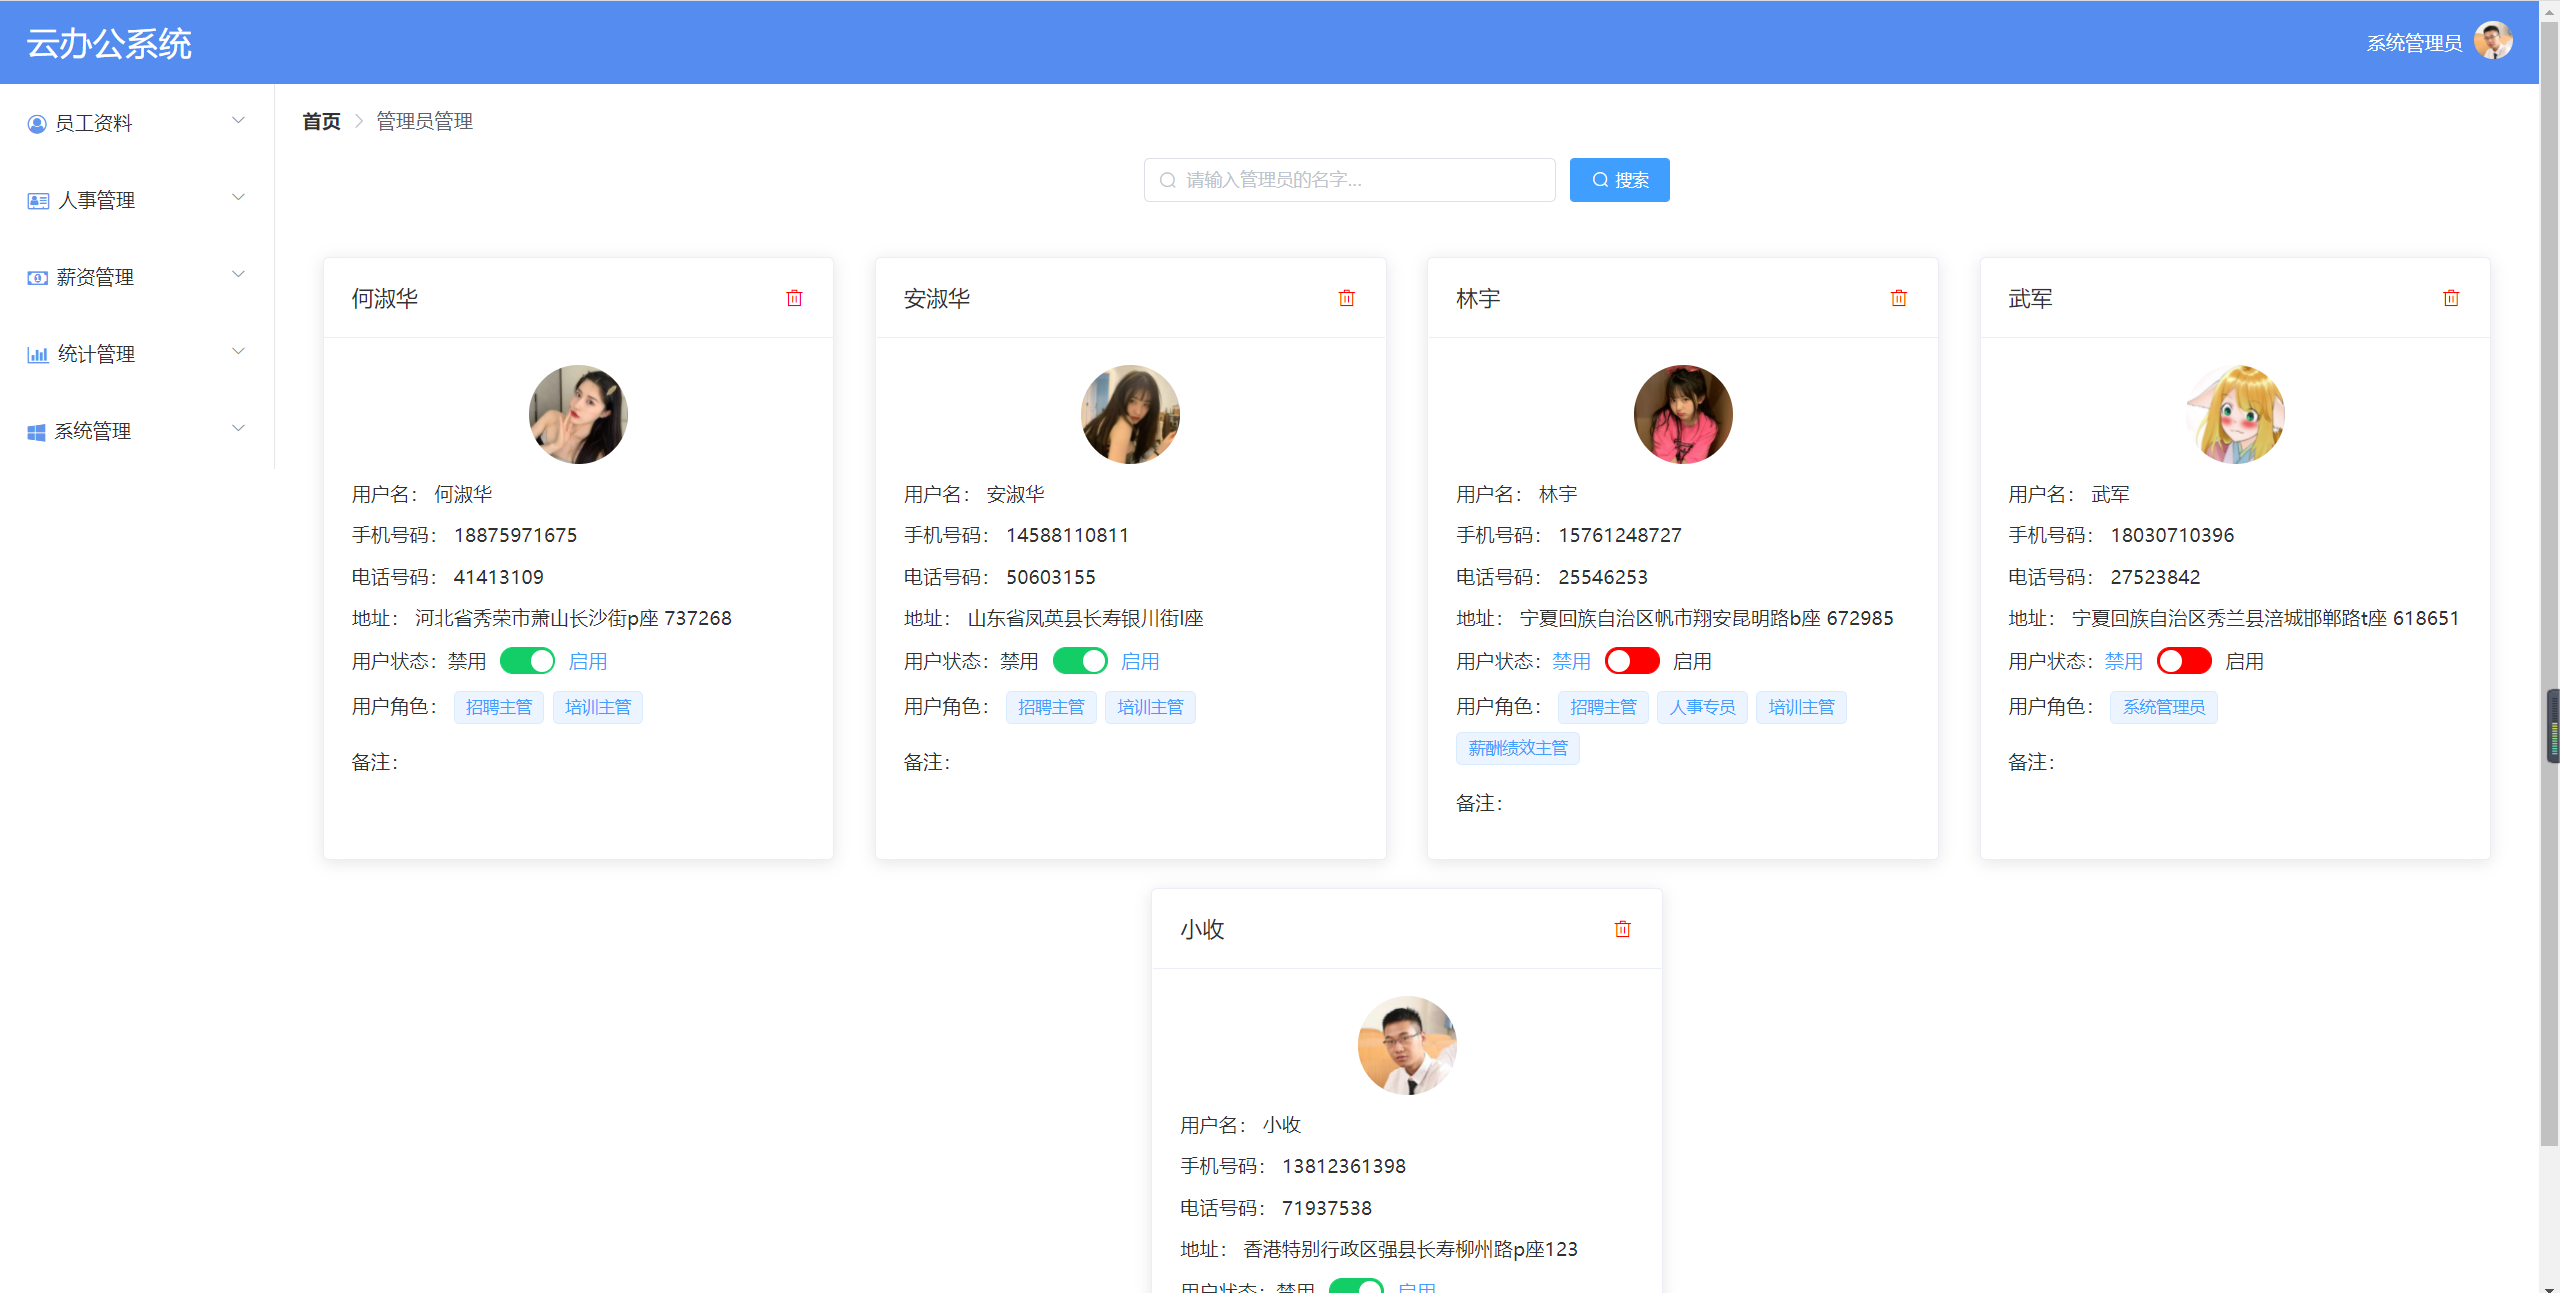 云办公系统
系统管理员
员工资料
人事管理
薪资管理
统计管理
系统管理
首页 管理员管理
请输入管理员的名字...
搜索
何淑华
用户名： 何淑华
手机号码： 18875971675
电话号码： 41413109
地址： 河北省秀荣市萧山长沙街p座 737268
用户状态：禁用 启用
用户角色： 招聘主管 培训主管
备注：
安淑华
用户名： 安淑华
手机号码： 14588110811
电话号码： 50603155
地址： 山东省凤英县长寿银川街l座
用户状态：禁用 启用
用户角色： 招聘主管 培训主管
备注：
林宇
用户名： 林宇
手机号码： 15761248727
电话号码： 25546253
地址： 宁夏回族自治区帆市翔安昆明路b座 672985
用户状态：禁用 启用
用户角色： 招聘主管 人事专员 培训主管
薪酬绩效主管
备注：
武军
用户名： 武军
手机号码： 18030710396
电话号码： 27523842
地址： 宁夏回族自治区秀兰县涪城邯郸路t座 618651
用户状态：禁用 启用
用户角色： 系统管理员
备注：
小收
用户名： 小收
手机号码： 13812361398
电话号码： 71937538
地址： 香港特别行政区强县长寿柳州路p座123
用户状态：禁用 启用